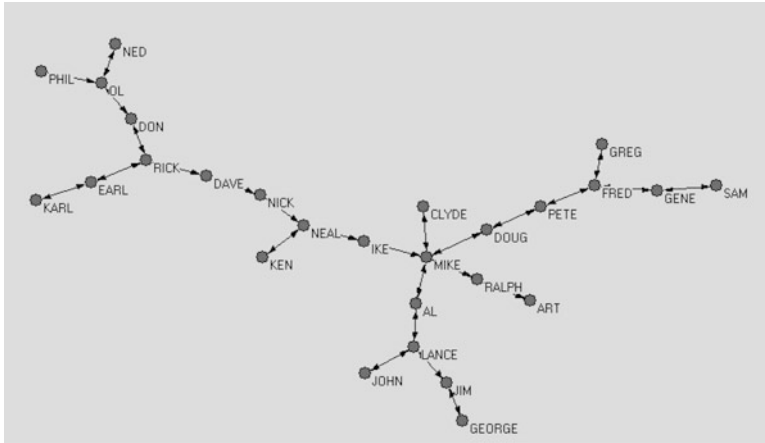 NED
PHIL
OL
DON
GREG
RICK
EARL
DAVE
FRED
GENE
SAM
KARL
NICK
PETE
CLYDE
NEAL
DOUG
IKE
KEN
MIKE
RALPH
ART
AL
LANCE
JOHN
JIM
GEORGE